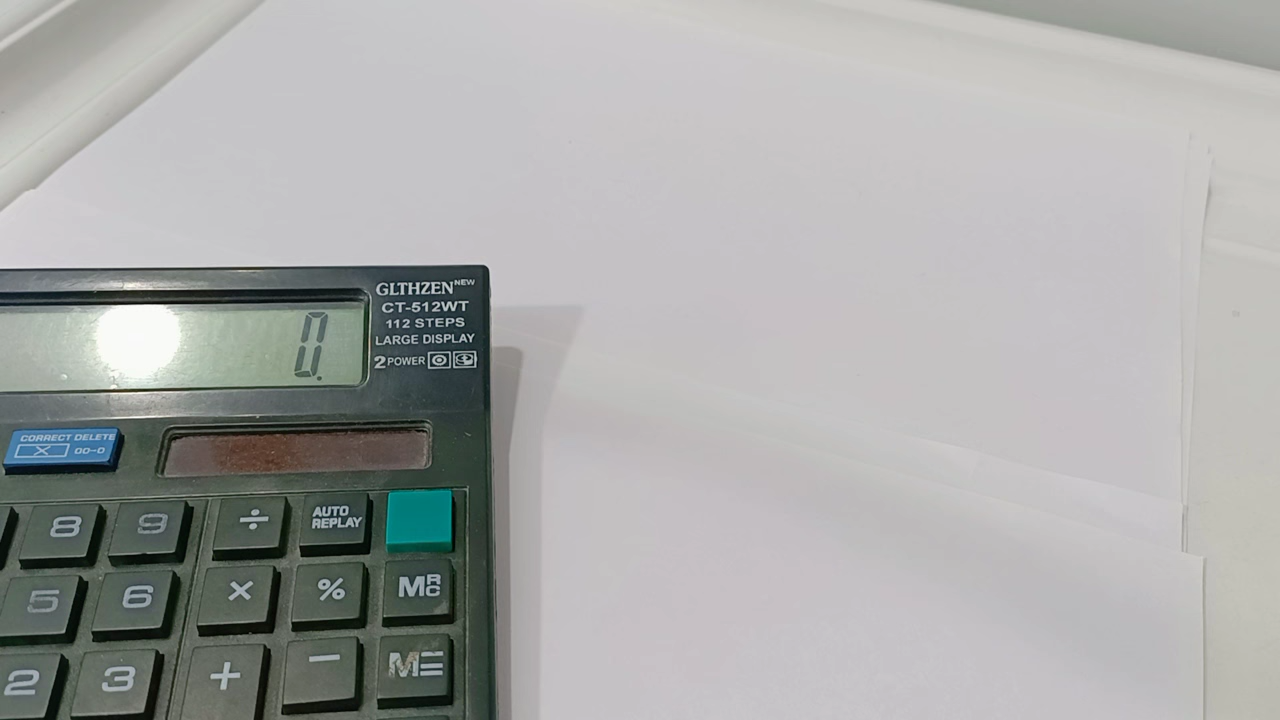 GLTHZEN NEW
CT-512WT
112 STEPS
LARGE DISPLAY
2 POWER
0.
CORRECT DELETE
X 00→0
8 9 ÷ AUTO REPLAY
5 6 × % MRC
2 3 + −